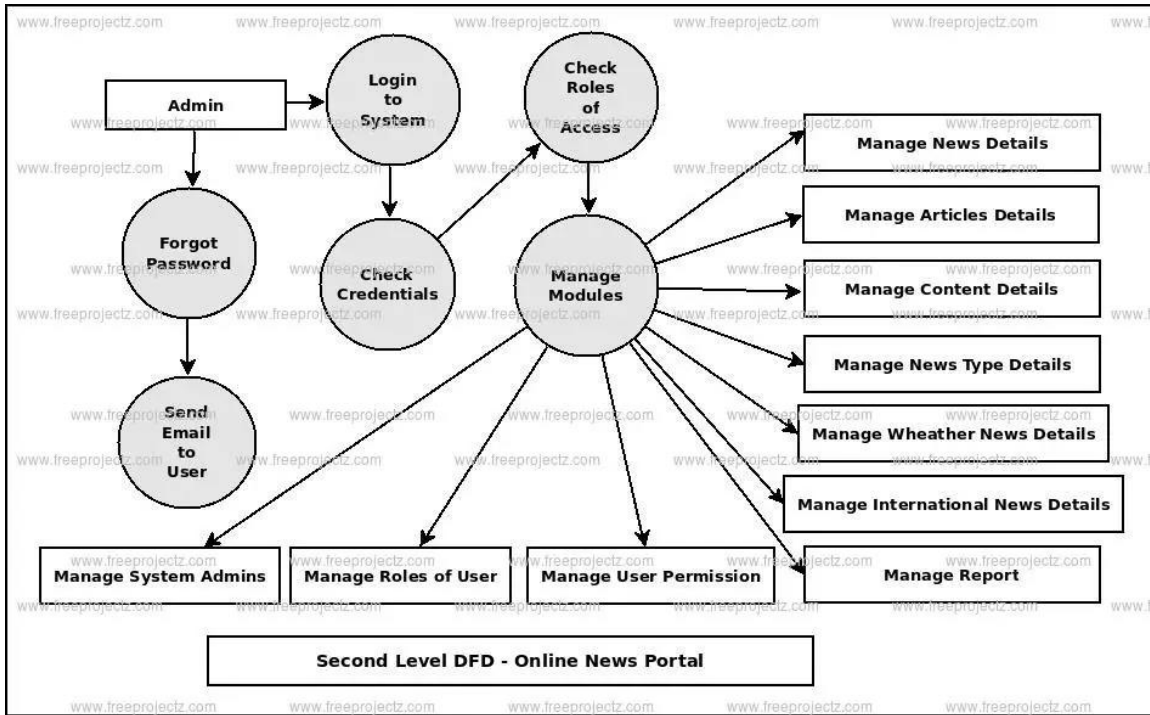 Admin
Login
to
System
Check
Roles
of
Access
Manage News Details
Manage Articles Details
Forgot
Password
Check
Credentials
Manage
Modules
Manage Content Details
Manage News Type Details
Send
Email
to
User
Manage Wheather News Details
Manage International News Details
Manage System Admins
Manage Roles of User
Manage User Permission
Manage Report
Second Level DFD - Online News Portal
www.freeprojectz.com